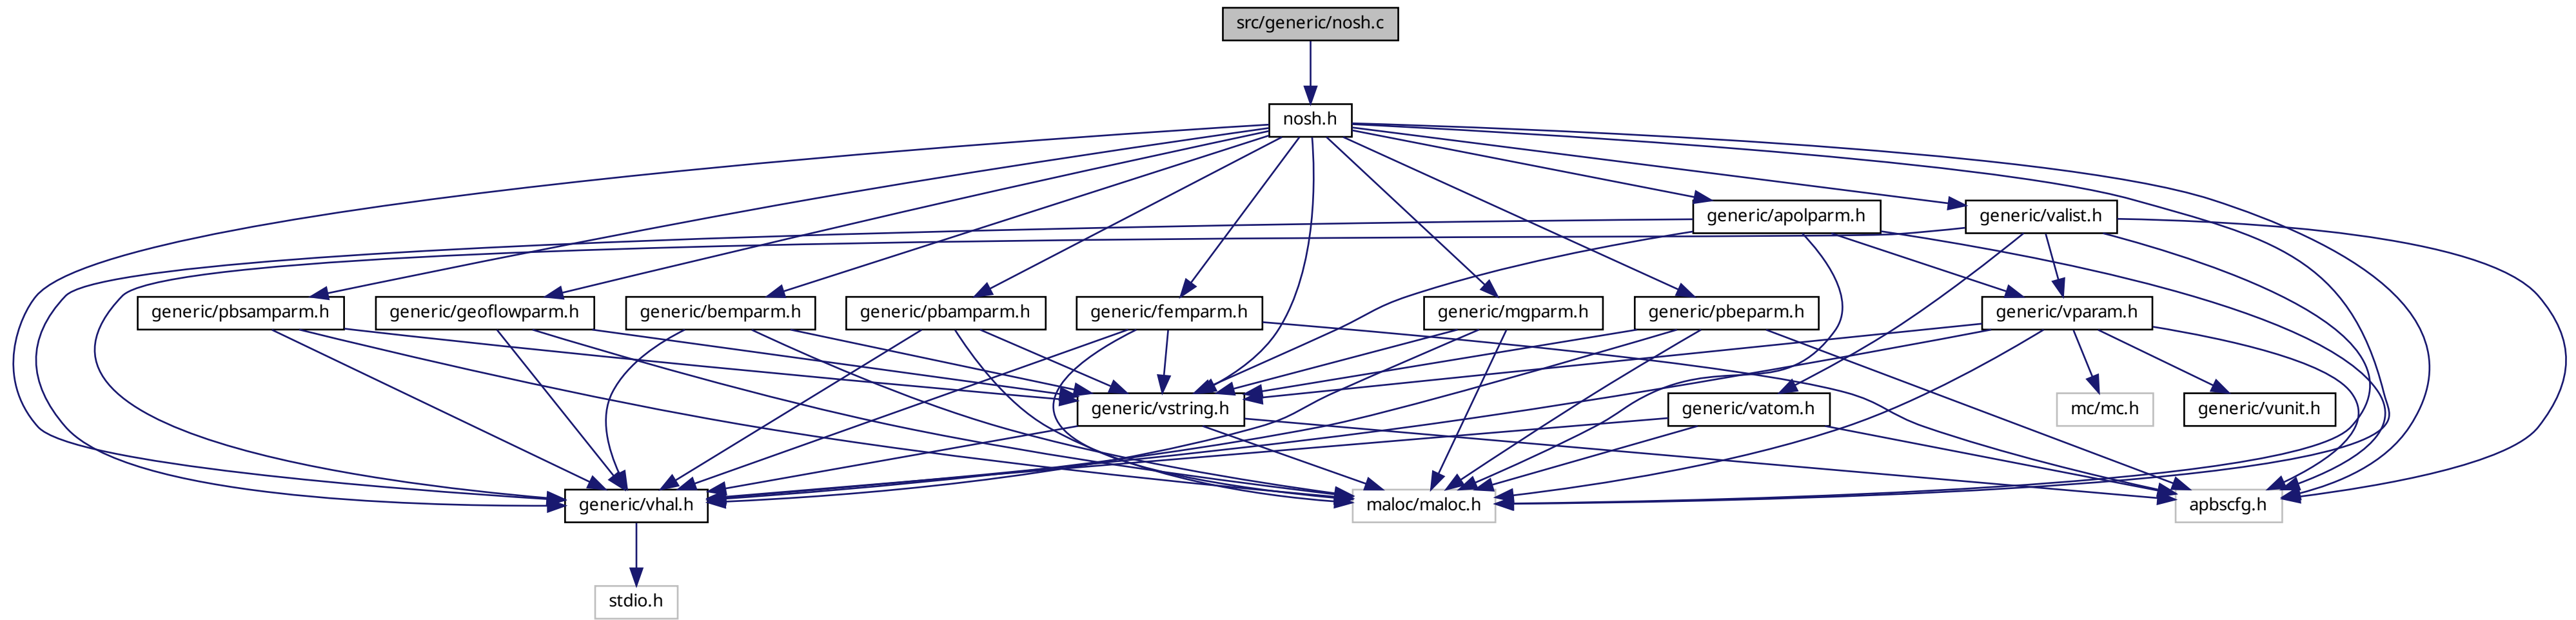 src/generic/nosh.c
nosh.h
generic/apolparm.h
generic/valist.h
generic/pbsamparm.h
generic/geoflowparm.h
generic/bemparm.h
generic/pbamparm.h
generic/femparm.h
generic/mgparm.h
generic/pbeparm.h
generic/vparam.h
generic/vstring.h
generic/vatom.h
mc/mc.h
generic/vunit.h
generic/vhal.h
maloc/maloc.h
apbscfg.h
stdio.h